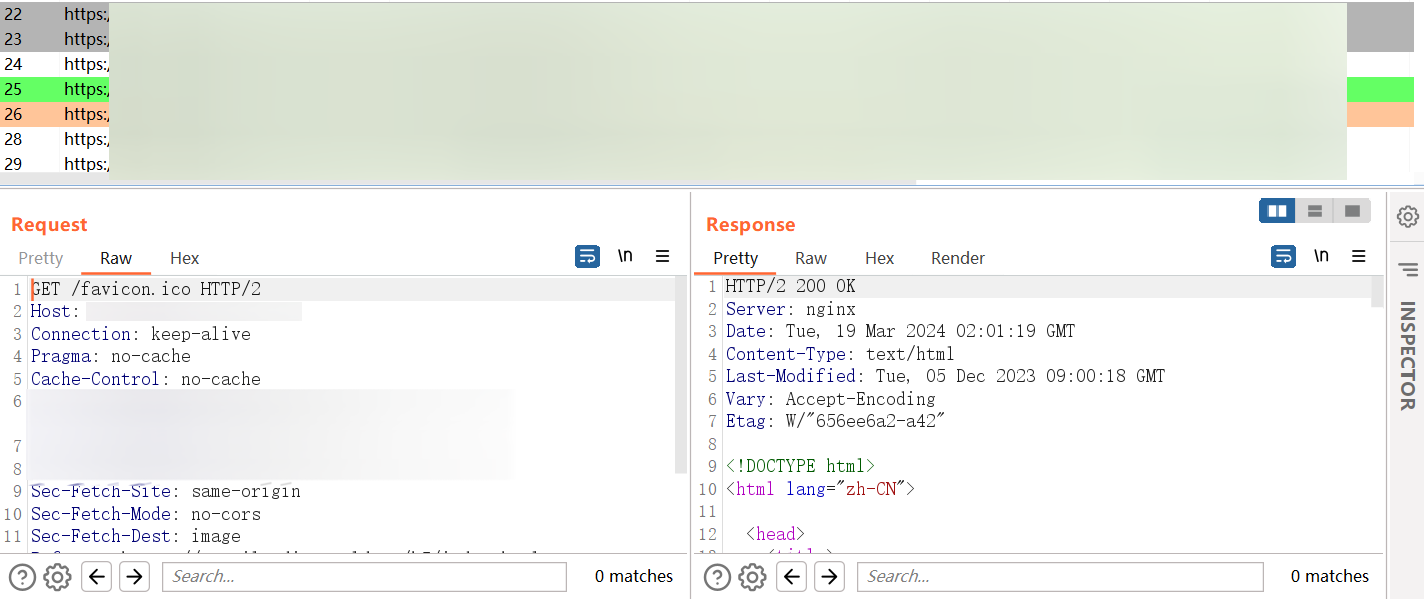 22 https:/
23 https:/
24 https:/
25 https:/
26 https:/
28 https:/
29 https:/
Request
Pretty Raw Hex \n
1 GET /favicon.ico HTTP/2
2 Host:
3 Connection: keep-alive
4 Pragma: no-cache
5 Cache-Control: no-cache
6
7
8
9 Sec-Fetch-Site: same-origin
10 Sec-Fetch-Mode: no-cors
11 Sec-Fetch-Dest: image
Search...
0 matches
Response
Pretty Raw Hex Render \n
1 HTTP/2 200 OK
2 Server: nginx
3 Date: Tue, 19 Mar 2024 02:01:19 GMT
4 Content-Type: text/html
5 Last-Modified: Tue, 05 Dec 2023 09:00:18 GMT
6 Vary: Accept-Encoding
7 Etag: W/"656ee6a2-a42"
8
9 <!DOCTYPE html>
10 <html lang="zh-CN">
11
12 <head>
Search...
0 matches
INSPECTOR